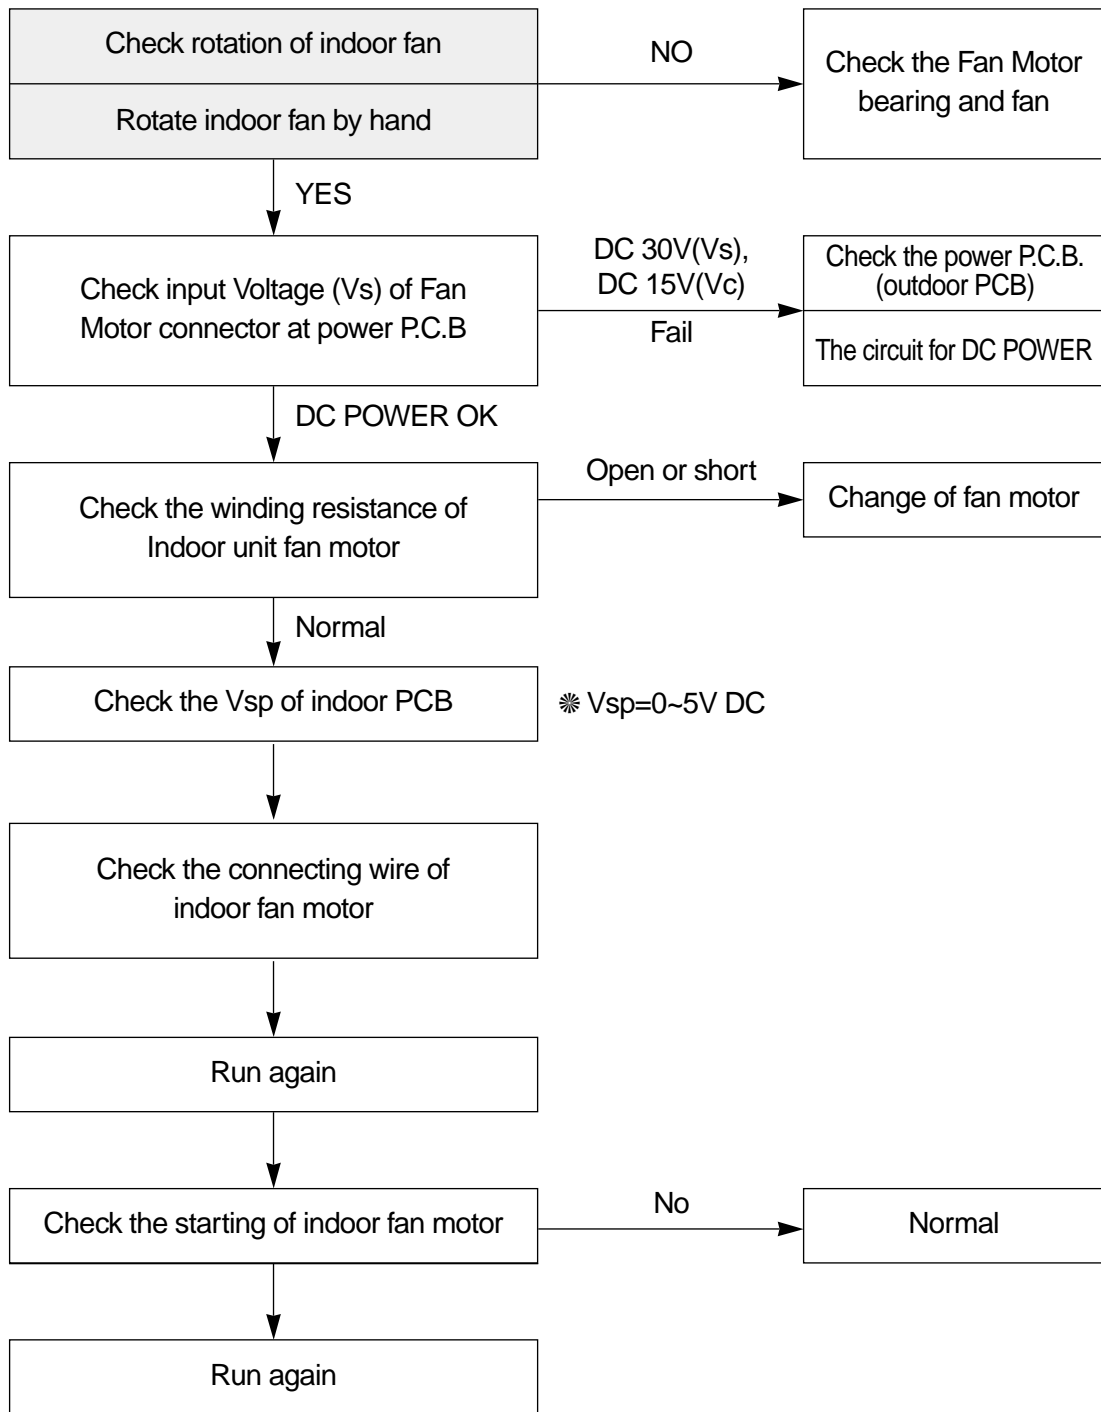 Check rotation of indoor fan
Rotate indoor fan by hand
NO
Check the Fan Motor
bearing and fan
YES
Check input Voltage (Vs) of Fan
Motor connector at power P.C.B
DC 30V(Vs),
DC 15V(Vc)
Fail
Check the power P.C.B.
(outdoor PCB)
The circuit for DC POWER
DC POWER OK
Check the winding resistance of
Indoor unit fan motor
Open or short
Change of fan motor
Normal
Check the Vsp of indoor PCB
❋ Vsp=0~5V DC
Check the connecting wire of
indoor fan motor
Run again
Check the starting of indoor fan motor
No
Normal
Run again